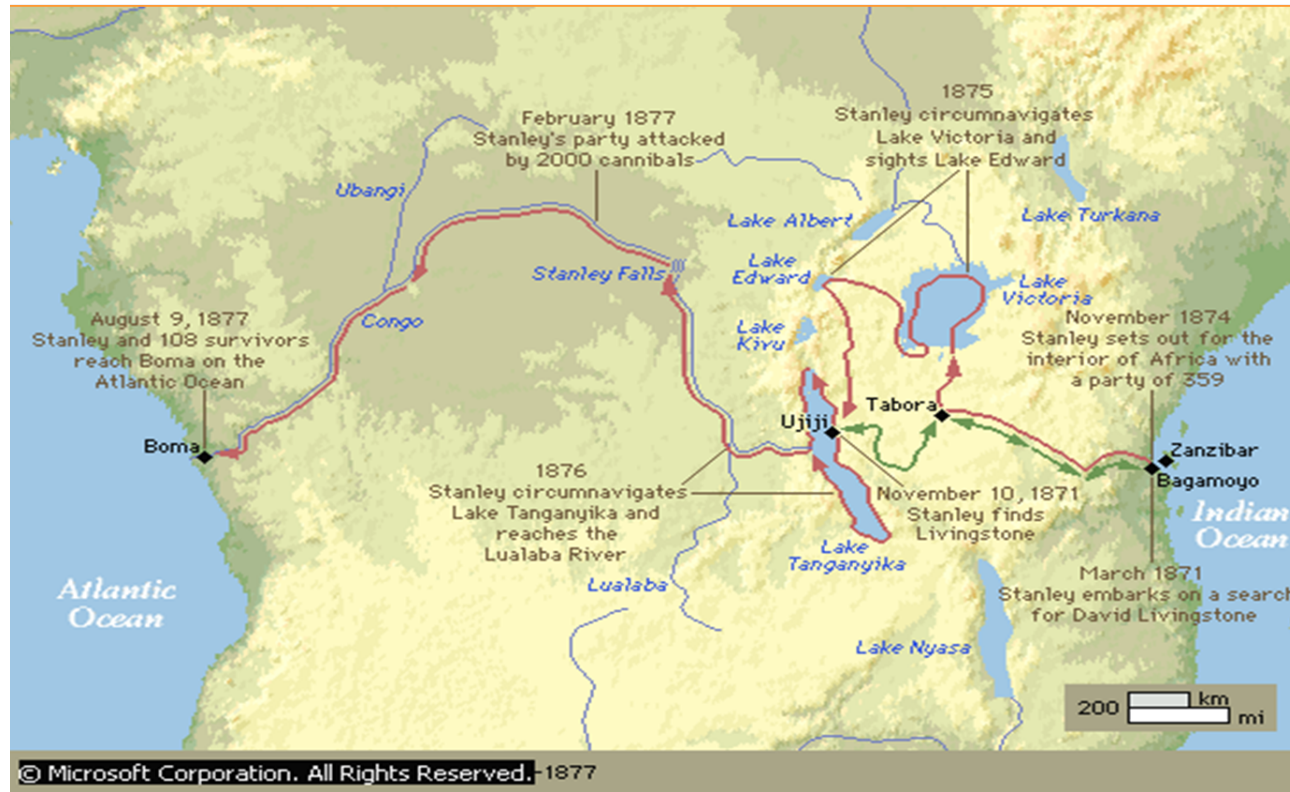 1875
Stanley circumnavigates
Lake Victoria and
sights Lake Edward
February 1877
Stanley's party attacked
by 2000 cannibals
Ubangi
Lake Albert
Lake Turkana
Lake
Edward
Stanley Falls
Lake
Victoria
August 9, 1877
Stanley and 108 survivors
reach Boma on the
Atlantic Ocean
Congo
Lake
Kivu
November 1874
Stanley sets out for the
interior of Africa with
a party of 359
Tabora
Ujiji
Boma
Zanzibar
Bagamoyo
1876
Stanley circumnavigates
Lake Tanganyika and
reaches the
Lualaba River
November 10, 1871
Stanley finds
Livingstone
Indian
Ocean
Lake
Tanganyika
Lualaba
March 1871
Stanley embarks on a search
for David Livingstone
Atlantic
Ocean
Lake Nyasa
200 km
mi
© Microsoft Corporation. All Rights Reserved.-1877